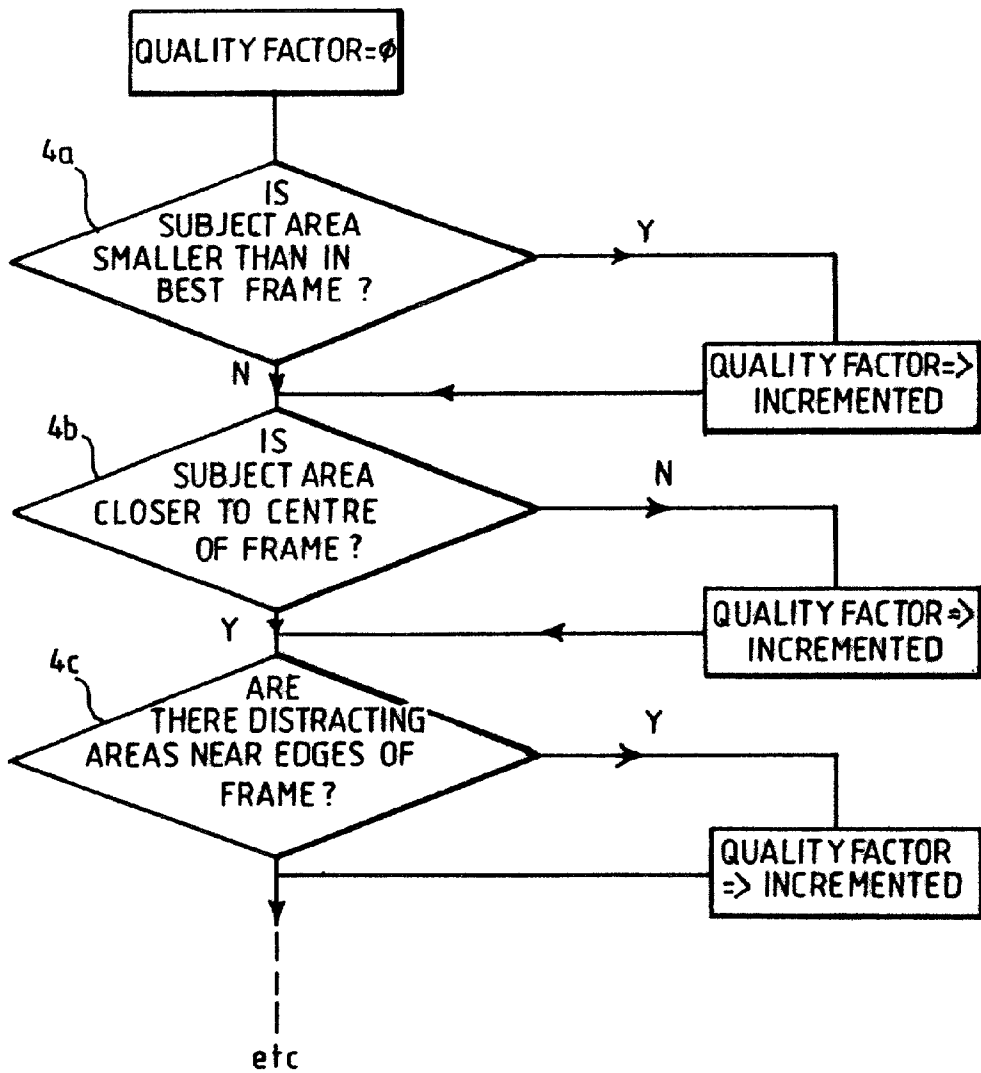 QUALITY FACTOR=ϕ
4a
IS
SUBJECT AREA
SMALLER THAN IN
BEST FRAME ?
Y
N
QUALITY FACTOR=>
INCREMENTED
4b
IS
SUBJECT AREA
CLOSER TO CENTRE
OF FRAME ?
N
Y
QUALITY FACTOR=>
INCREMENTED
4c
ARE
THERE DISTRACTING
AREAS NEAR EDGES OF
FRAME ?
Y
QUALITY FACTOR
=> INCREMENTED
etc